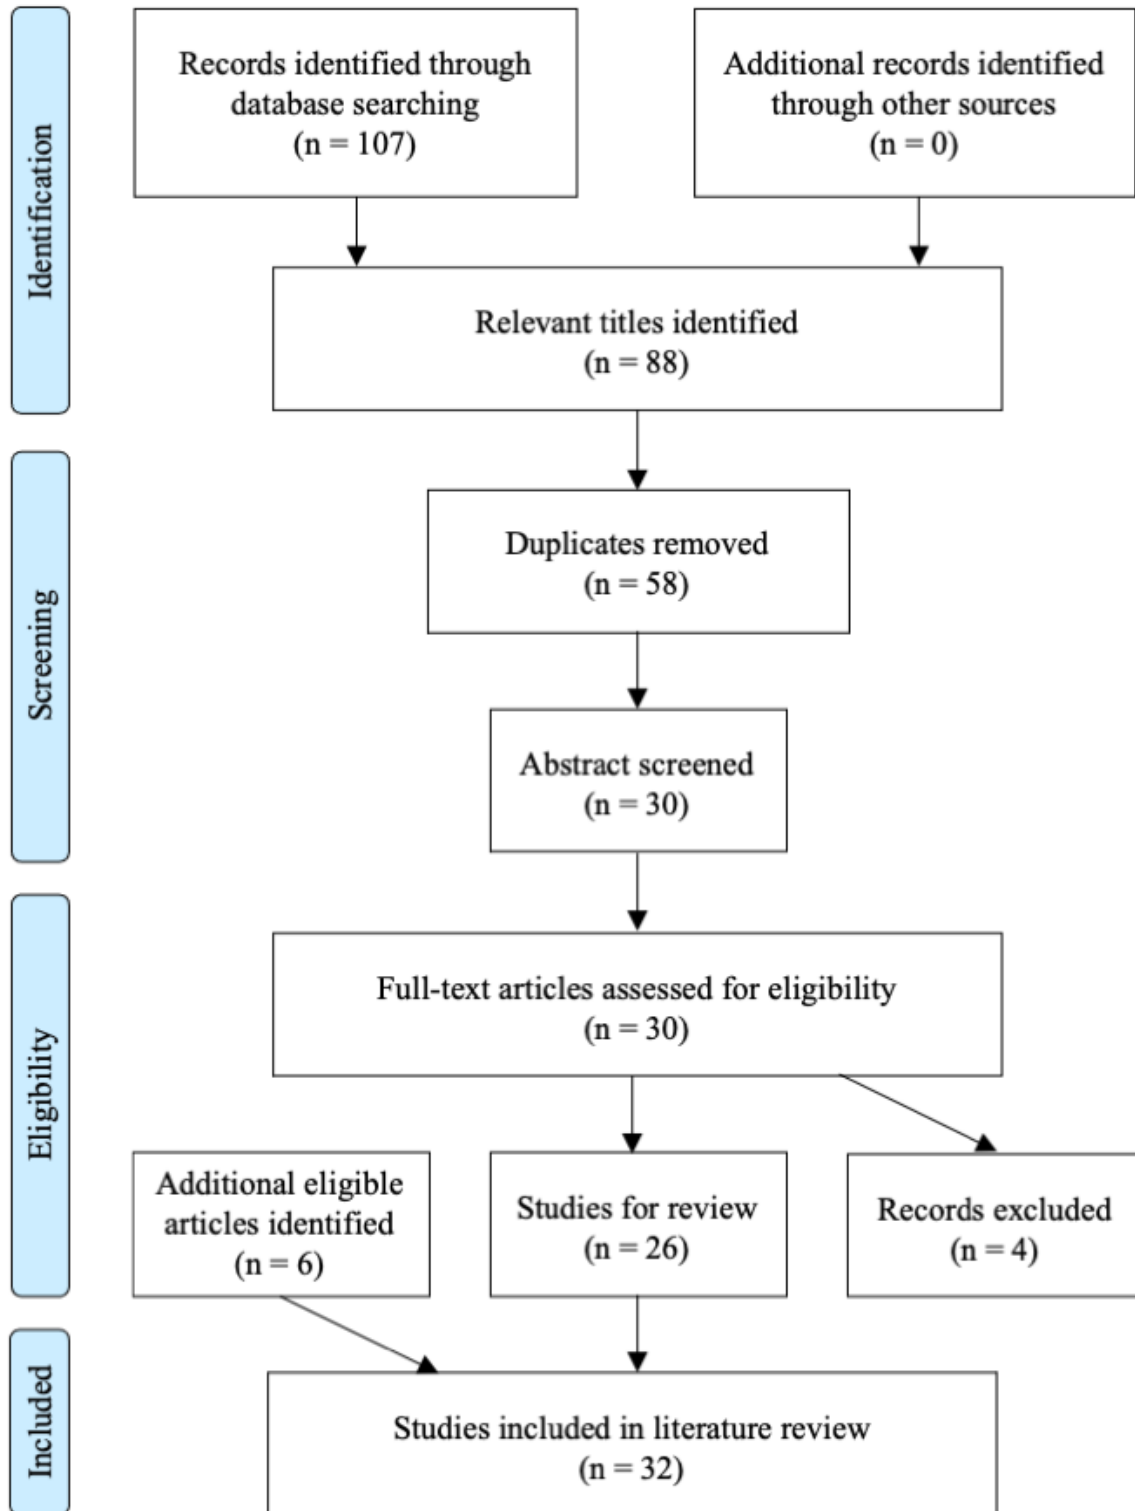 Identification
Records identified through
database searching
(n = 107)
Additional records identified
through other sources
(n = 0)
Relevant titles identified
(n = 88)
Screening
Duplicates removed
(n = 58)
Abstract screened
(n = 30)
Eligibility
Full-text articles assessed for eligibility
(n = 30)
Additional eligible
articles identified
(n = 6)
Studies for review
(n = 26)
Records excluded
(n = 4)
Included
Studies included in literature review
(n = 32)